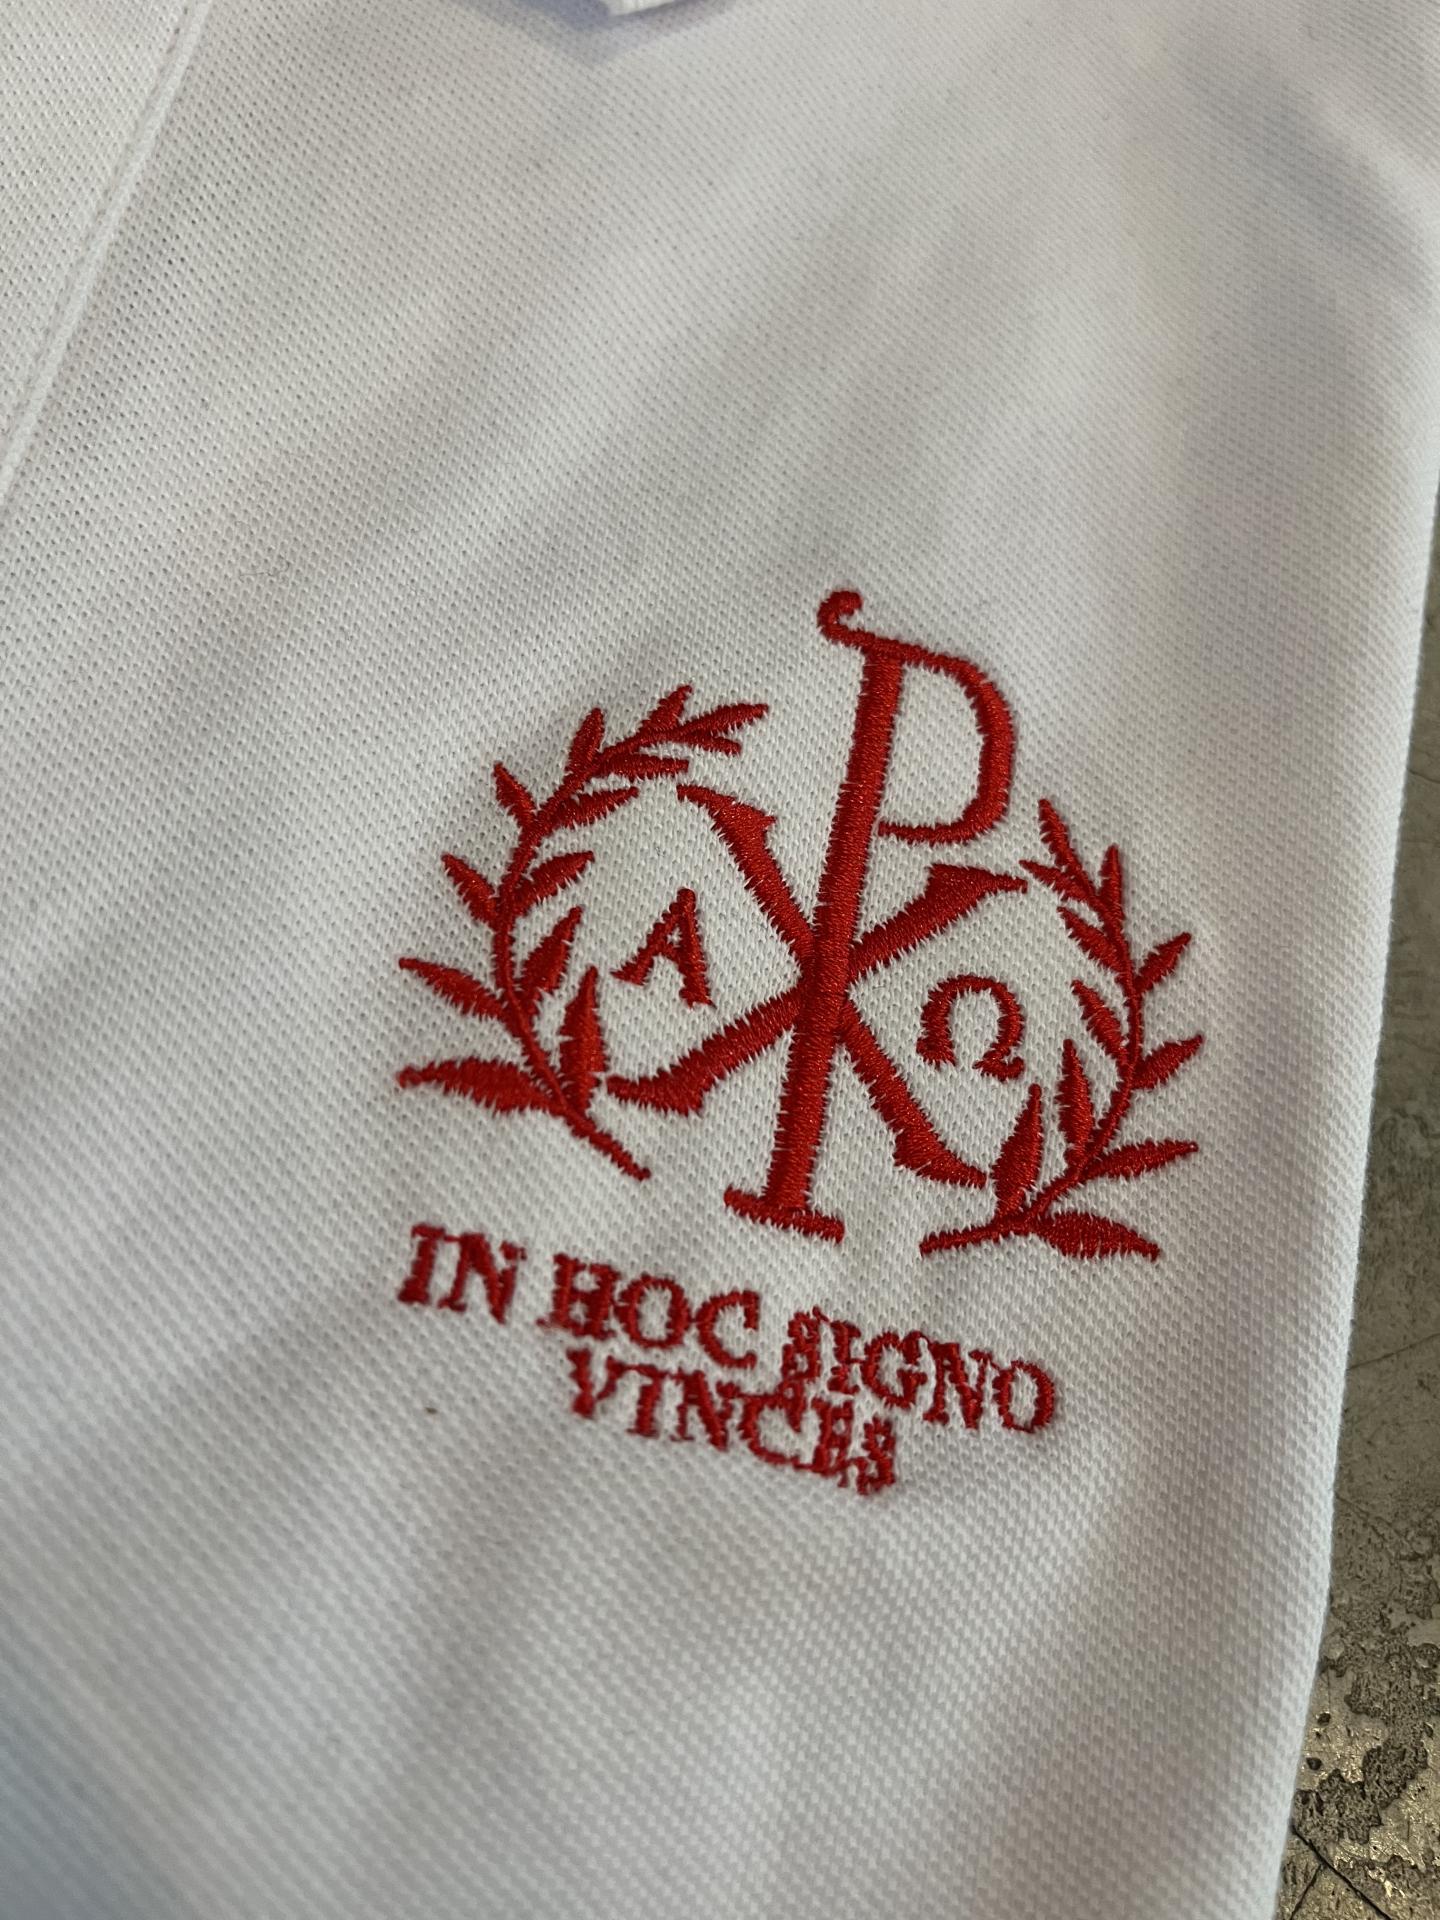 ☧
Α Ω
IN HOC SIGNO
VINCES